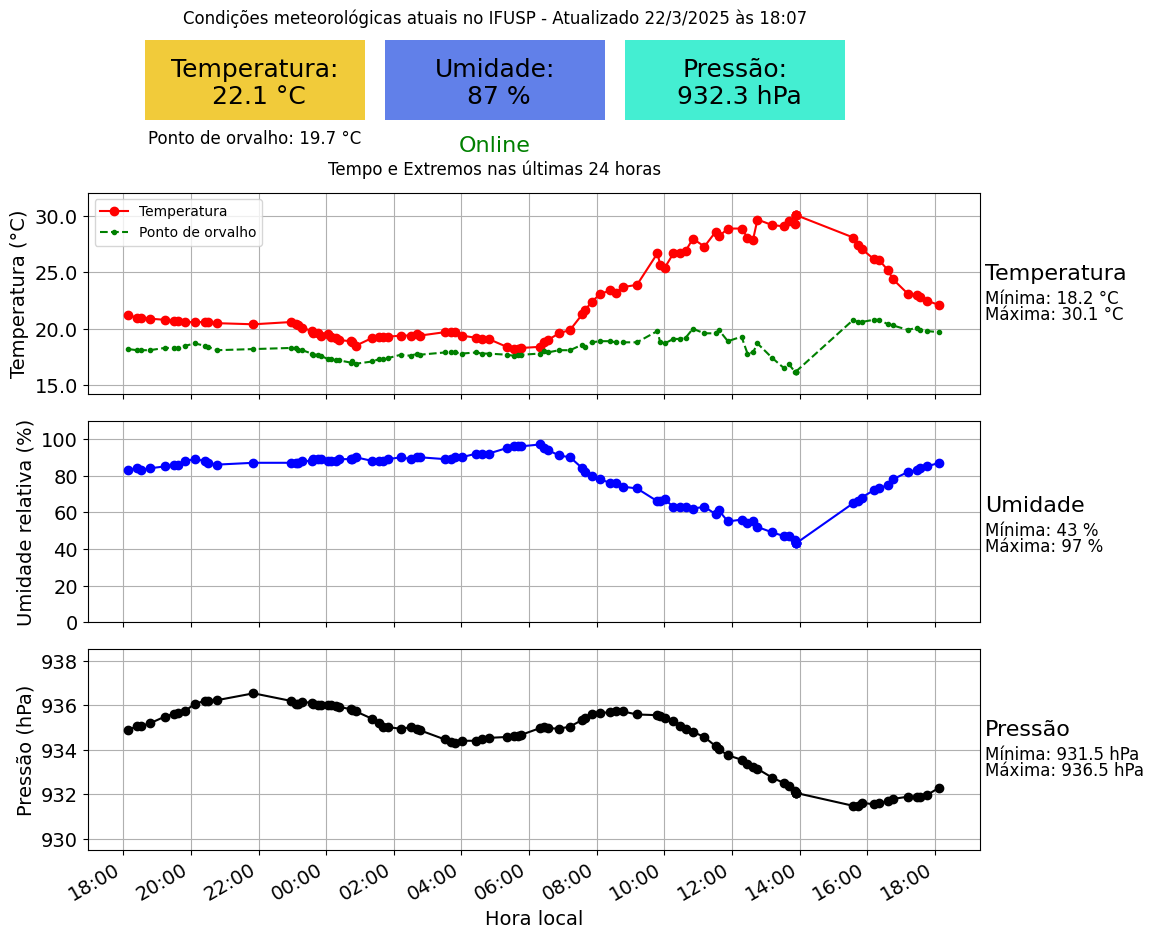 Condições meteorológicas atuais no IFUSP - Atualizado 22/3/2025 às 18:07
Temperatura:
22.1 °C
Umidade:
87 %
Pressão:
932.3 hPa
Ponto de orvalho: 19.7 °C
Online
Tempo e Extremos nas últimas 24 horas
Temperatura (°C)
30.0
25.0
20.0
15.0
Temperatura
Ponto de orvalho
Temperatura
Mínima: 18.2 °C
Máxima: 30.1 °C
Umidade relativa (%)
100
80
60
40
20
0
Umidade
Mínima: 43 %
Máxima: 97 %
Pressão (hPa)
938
936
934
932
930
Pressão
Mínima: 931.5 hPa
Máxima: 936.5 hPa
18:00 20:00 22:00 00:00 02:00 04:00 06:00 08:00 10:00 12:00 14:00 16:00 18:00
Hora local